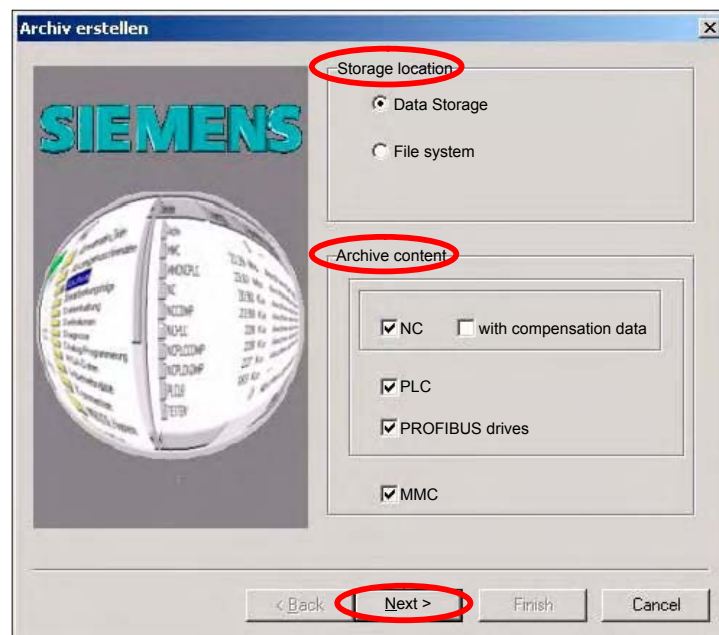 Archiv erstellen
SIEMENS
Storage location
Data Storage
File system
Archive content
NC
with compensation data
PLC
PROFIBUS drives
MMC
< Back
Next >
Finish
Cancel